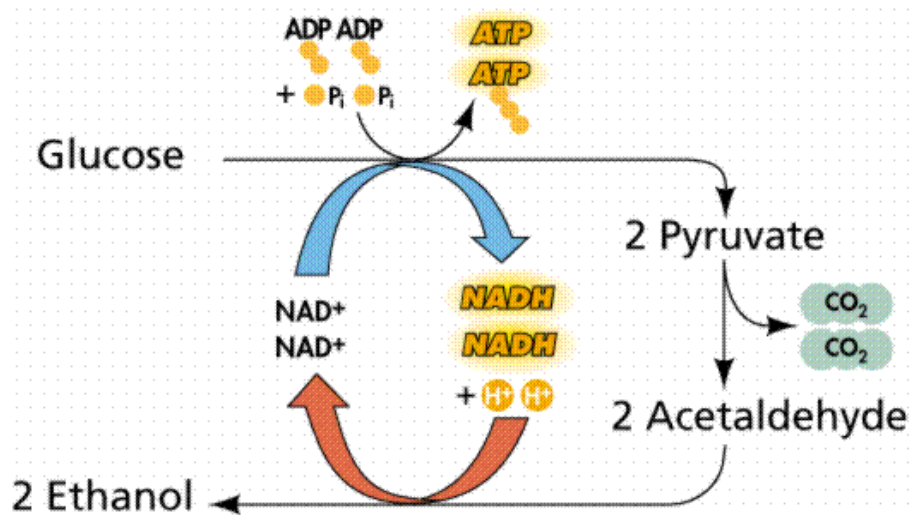 ADP ADP
ATP
ATP
+ Pi Pi
Glucose
2 Pyruvate
NAD+
NAD+
NADH
NADH
+ H+ H+
CO2
CO2
2 Acetaldehyde
2 Ethanol